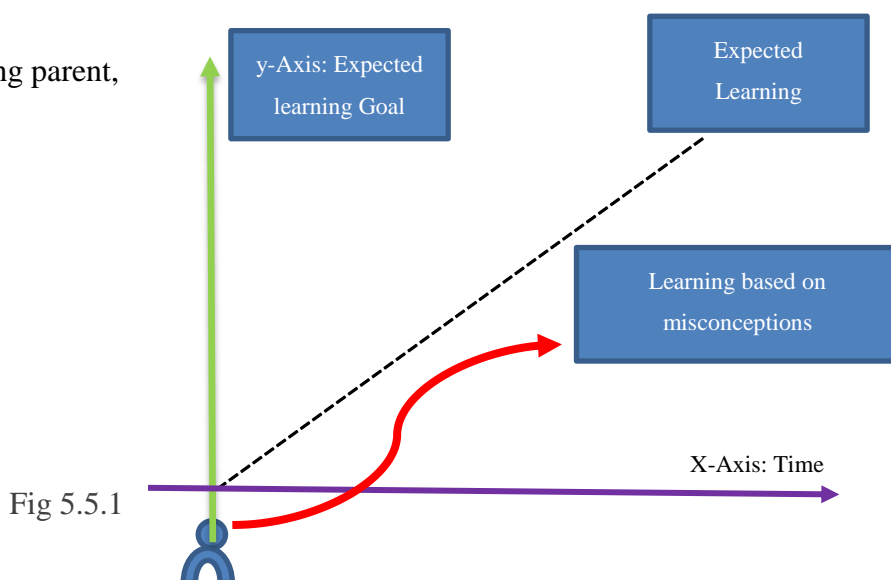 ng parent,
y-Axis: Expected
learning Goal
Expected
Learning
Learning based on
misconceptions
X-Axis: Time
Fig 5.5.1